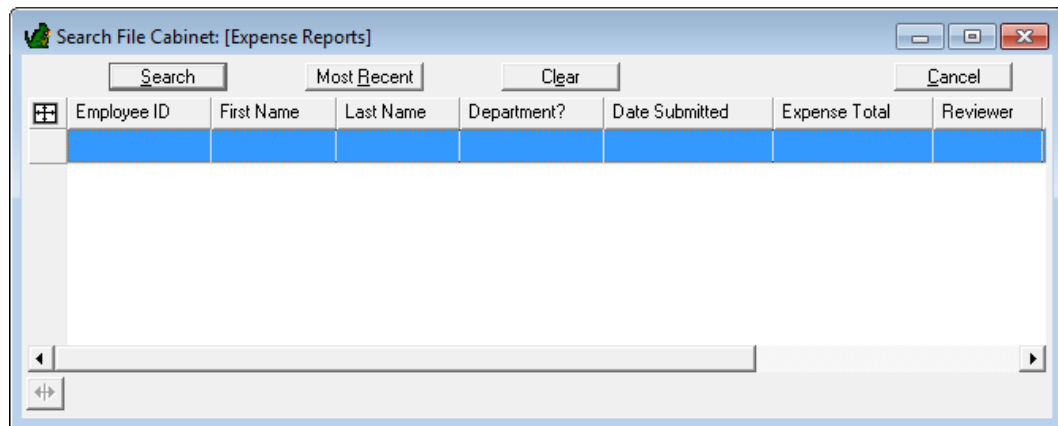 Search File Cabinet: [Expense Reports]
Search Most Recent Clear Cancel
Employee ID First Name Last Name Department? Date Submitted Expense Total Reviewer